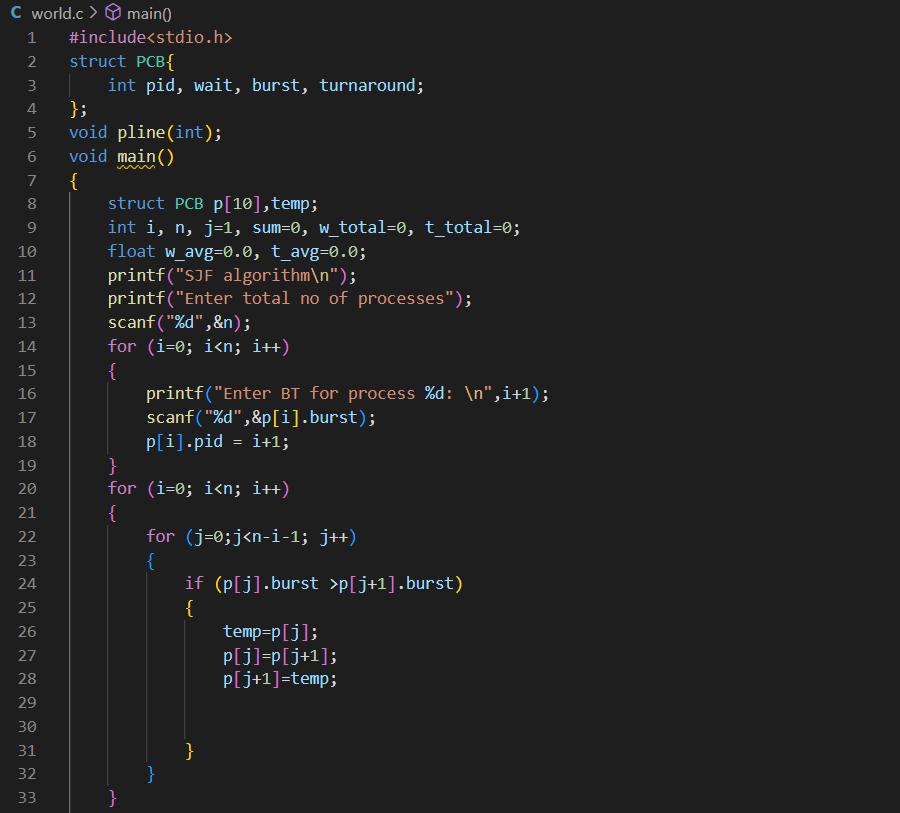 C world.c > main()
1 #include<stdio.h>
2 struct PCB{
3     int pid, wait, burst, turnaround;
4 };
5 void pline(int);
6 void main()
7 {
8     struct PCB p[10],temp;
9     int i, n, j=1, sum=0, w_total=0, t_total=0;
10     float w_avg=0.0, t_avg=0.0;
11     printf("SJF algorithm\n");
12     printf("Enter total no of processes");
13     scanf("%d",&n);
14     for (i=0; i<n; i++)
15     {
16         printf("Enter BT for process %d: \n",i+1);
17         scanf("%d",&p[i].burst);
18         p[i].pid = i+1;
19     }
20     for (i=0; i<n; i++)
21     {
22         for (j=0;j<n-i-1; j++)
23         {
24             if (p[j].burst >p[j+1].burst)
25             {
26                 temp=p[j];
27                 p[j]=p[j+1];
28                 p[j+1]=temp;
29
30
31             }
32         }
33     }